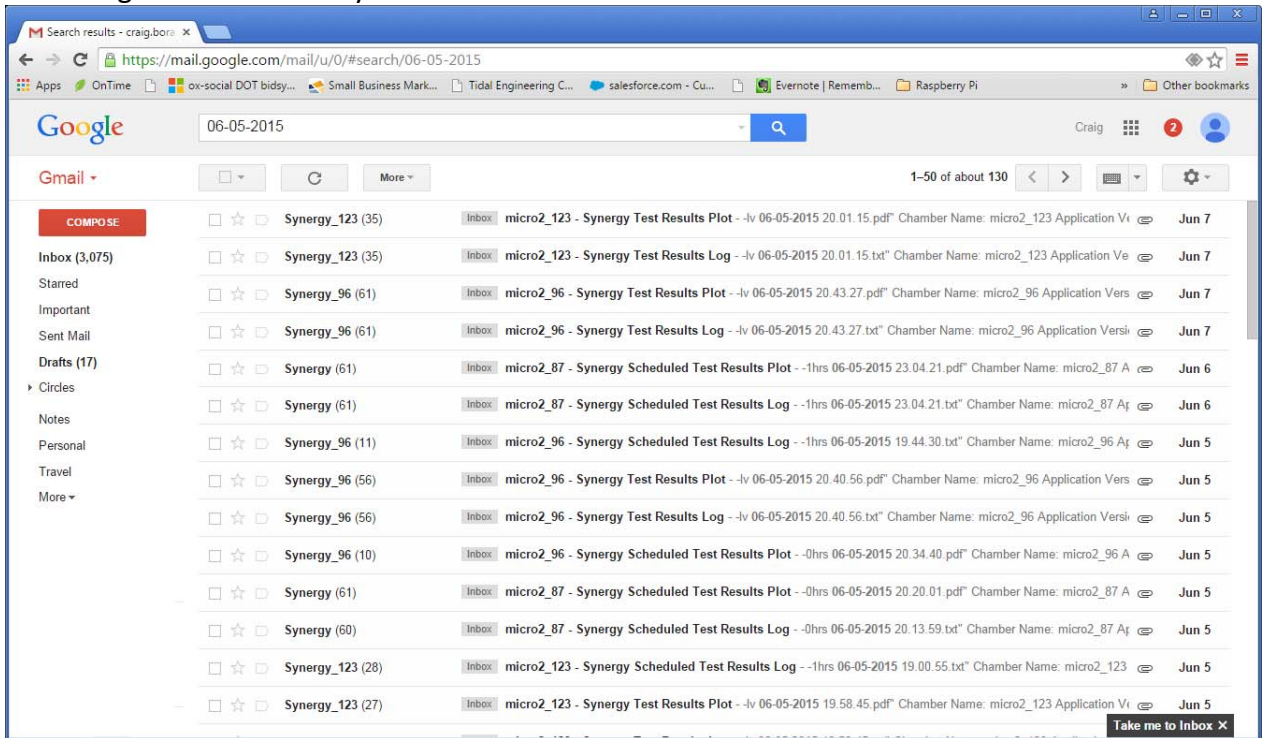 Search results - craig.bora
https://mail.google.com/mail/u/0/#search/06-05-2015
Apps OnTime ox-social DOT bidsy... Small Business Mark... Tidal Engineering C... salesforce.com - Cu... Evernote | Rememb... Raspberry Pi » Other bookmarks
Google 06-05-2015 Craig 2
Gmail More 1–50 of about 130
COMPOSE
Inbox (3,075)
Starred
Important
Sent Mail
Drafts (17)
Circles
Notes
Personal
Travel
More
Synergy_123 (35) Inbox micro2_123 - Synergy Test Results Plot - -lv 06-05-2015 20.01.15.pdf" Chamber Name: micro2_123 Application Ve Jun 7
Synergy_123 (35) Inbox micro2_123 - Synergy Test Results Log - -lv 06-05-2015 20.01.15.txt" Chamber Name: micro2_123 Application Ve Jun 7
Synergy_96 (61) Inbox micro2_96 - Synergy Test Results Plot - -lv 06-05-2015 20.43.27.pdf" Chamber Name: micro2_96 Application Vers Jun 7
Synergy_96 (61) Inbox micro2_96 - Synergy Test Results Log - -lv 06-05-2015 20.43.27.txt" Chamber Name: micro2_96 Application Versi Jun 7
Synergy (61) Inbox micro2_87 - Synergy Scheduled Test Results Plot - -1hrs 06-05-2015 23.04.21.pdf" Chamber Name: micro2_87 A Jun 6
Synergy (61) Inbox micro2_87 - Synergy Scheduled Test Results Log - -1hrs 06-05-2015 23.04.21.txt" Chamber Name: micro2_87 Ap Jun 6
Synergy_96 (11) Inbox micro2_96 - Synergy Scheduled Test Results Log - -1hrs 06-05-2015 19.44.30.txt" Chamber Name: micro2_96 Ap Jun 5
Synergy_96 (56) Inbox micro2_96 - Synergy Test Results Plot - -lv 06-05-2015 20.40.56.pdf" Chamber Name: micro2_96 Application Vers Jun 5
Synergy_96 (56) Inbox micro2_96 - Synergy Test Results Log - -lv 06-05-2015 20.40.56.txt" Chamber Name: micro2_96 Application Versi Jun 5
Synergy_96 (10) Inbox micro2_96 - Synergy Scheduled Test Results Plot - -0hrs 06-05-2015 20.34.40.pdf" Chamber Name: micro2_96 A Jun 5
Synergy (61) Inbox micro2_87 - Synergy Scheduled Test Results Plot - -0hrs 06-05-2015 20.20.01.pdf" Chamber Name: micro2_87 A Jun 5
Synergy (60) Inbox micro2_87 - Synergy Scheduled Test Results Log - -0hrs 06-05-2015 20.13.59.txt" Chamber Name: micro2_87 Ap Jun 5
Synergy_123 (28) Inbox micro2_123 - Synergy Scheduled Test Results Log - -1hrs 06-05-2015 19.00.55.txt" Chamber Name: micro2_123 Jun 5
Synergy_123 (27) Inbox micro2_123 - Synergy Test Results Plot - -lv 06-05-2015 19.58.45.pdf" Chamber Name: micro2_123 Application Ve Jun 5
Take me to Inbox X